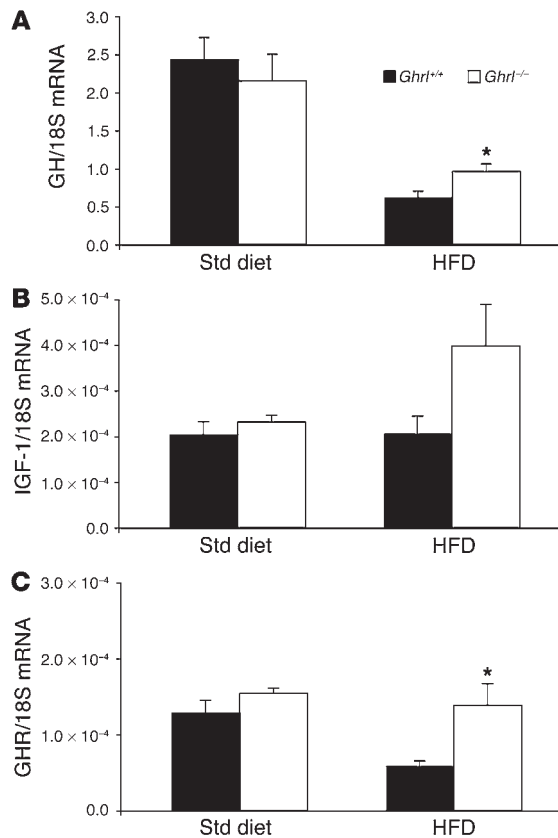 A
GH/18S mRNA
3.0
2.5
2.0
1.5
1.0
0.5
0.0
Ghrl+/+
Ghrl−/−
*
Std diet
HFD
B
IGF-1/18S mRNA
5.0 × 10⁻⁴
4.0 × 10⁻⁴
3.0 × 10⁻⁴
2.0 × 10⁻⁴
1.0 × 10⁻⁴
0.0
Std diet
HFD
C
GHR/18S mRNA
3.0 × 10⁻⁴
2.0 × 10⁻⁴
1.0 × 10⁻⁴
0.0
*
Std diet
HFD